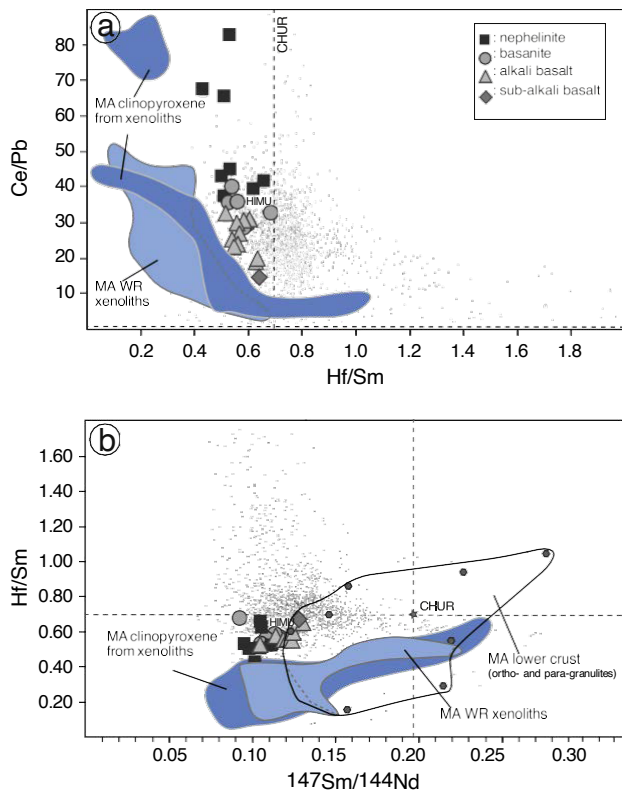 a
CHUR
: nephelinite
: basanite
: alkali basalt
: sub-alkali basalt
MA clinopyroxene
from xenoliths
HIMU
MA WR
xenoliths
Ce/Pb
80
70
60
50
40
30
20
10
0.2
0.4
0.6
0.8
1.0
1.2
1.4
1.6
1.8
Hf/Sm
b
1.60
1.40
1.20
1.00
0.80
0.60
0.40
0.20
Hf/Sm
HIMU
CHUR
MA clinopyroxene
from xenoliths
MA lower crust
(ortho- and para-granulites)
MA WR xenoliths
0.05
0.10
0.15
0.20
0.25
0.30
147Sm/144Nd